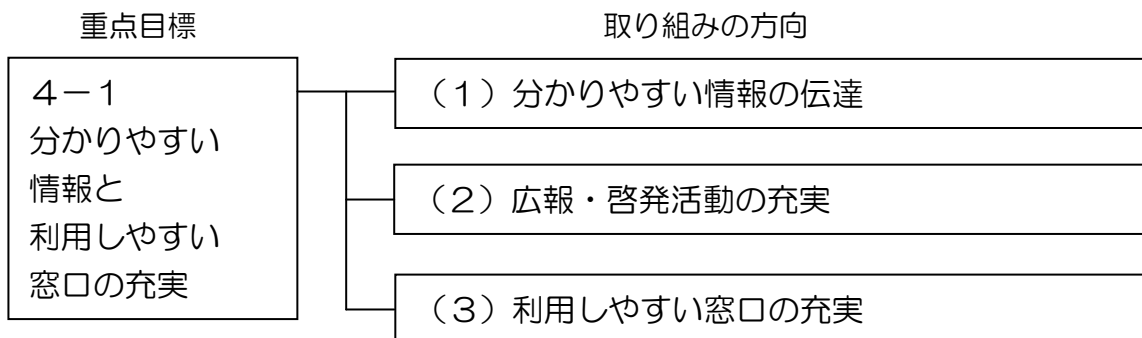 重点目標
取り組みの方向
4－1
分かりやすい
情報と
利用しやすい
窓口の充実
（1）分かりやすい情報の伝達
（2）広報・啓発活動の充実
（3）利用しやすい窓口の充実